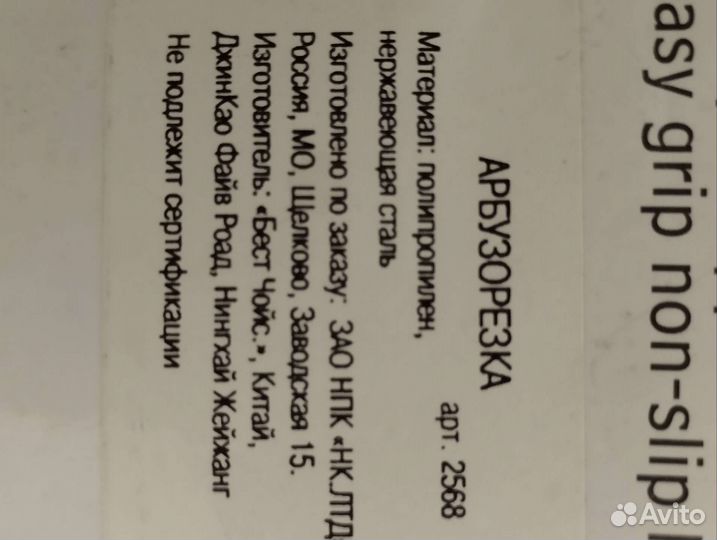 asy grip non-slip
АРБУЗОРЕЗКА
арт. 2568
Материал: полипропилен,
нержавеющая сталь
Изготовлено по заказу: ЗАО НПК «НК.ЛТД
Россия, МО, Щелково, Заводская 15.
Изготовитель: «Бест Чойс.», Китай,
ДжинКао Файв Роад, Нингхай Жейжанг
Не подлежит сертификации
Avito